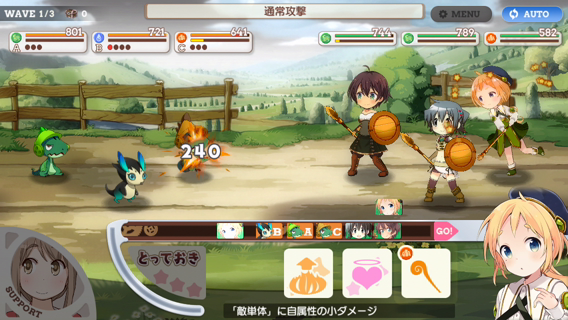 WAVE 1/3 0
通常攻撃
MENU
AUTO
801
721
641
744
789
582
A
B
C
240
B A C
GO!
とっておき
SUPPORT
「敵単体」に自属性の小ダメージ